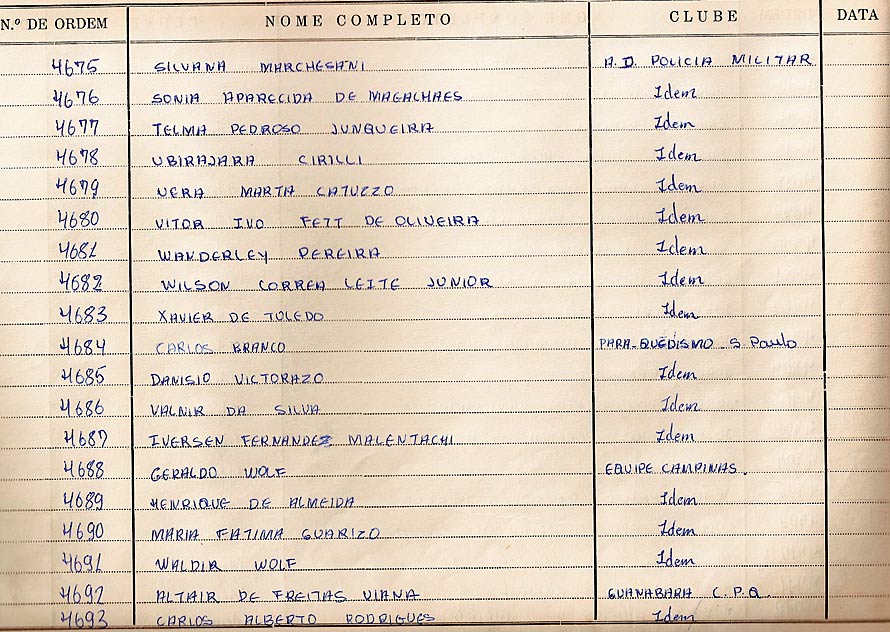 N.º DE ORDEM NOME COMPLETO CLUBE DATA
4675 SILVANA MARCHESANI A.D. POLICIA MILITAR
4676 SONIA APARECIDA DE MAGALHAES Idem
4677 TELMA PEDROSO JUNQUEIRA Idem
4678 UBIRAJARA CIRILLI Idem
4679 VERA MARTA CATUZZO Idem
4680 VITOR IVO FETT DE OLIVEIRA Idem
4681 WANDERLEY PEREIRA Idem
4682 WILSON CORREA LEITE JUNIOR Idem
4683 XAVIER DE TOLEDO Idem
4684 CARLOS BRANCO PARA-QUEDISMO S. Paulo
4685 DANISIO VICTORAZO Idem
4686 VALNIR DA SILVA Idem
4687 IVERSEN FERNANDEZ MALENTACHI Idem
4688 GERALDO WOLF EQUIPE CAMPINAS.
4689 HENRIQUE DE ALMEIDA Idem
4690 MARIA FATIMA GUARIZO Idem
4691 WALDIR WOLF Idem
4692 ALTAIR DE FREITAS VIANA GUANABARA C.P.Q.
4693 CARLOS ALBERTO RODRIGUES Idem